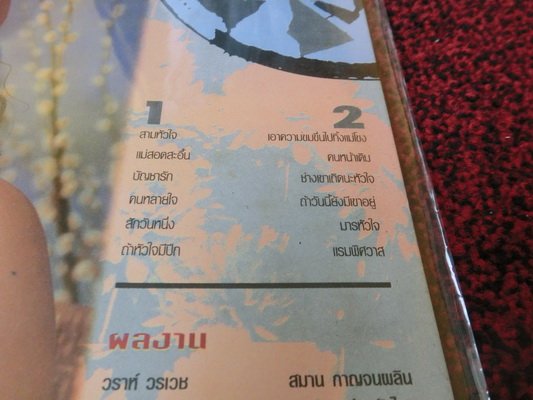 1
สามหัวใจ
แม่สอดสะอื้น
บัญชารัก
คนหลายใจ
สักวันหนึ่ง
ถ้าหัวใจมีปีก
2
เอาความขมขื่นไปทิ้งแม่โขง
คนหน้าเดิม
ช่างเขาเถิดนะหัวใจ
ถ้าวันนี้ยังมีเขาอยู่
มารหัวใจ
แรมพิศวาส
ผลงาน
วราห์ วรเวช
สมาน กาญจนผลิน